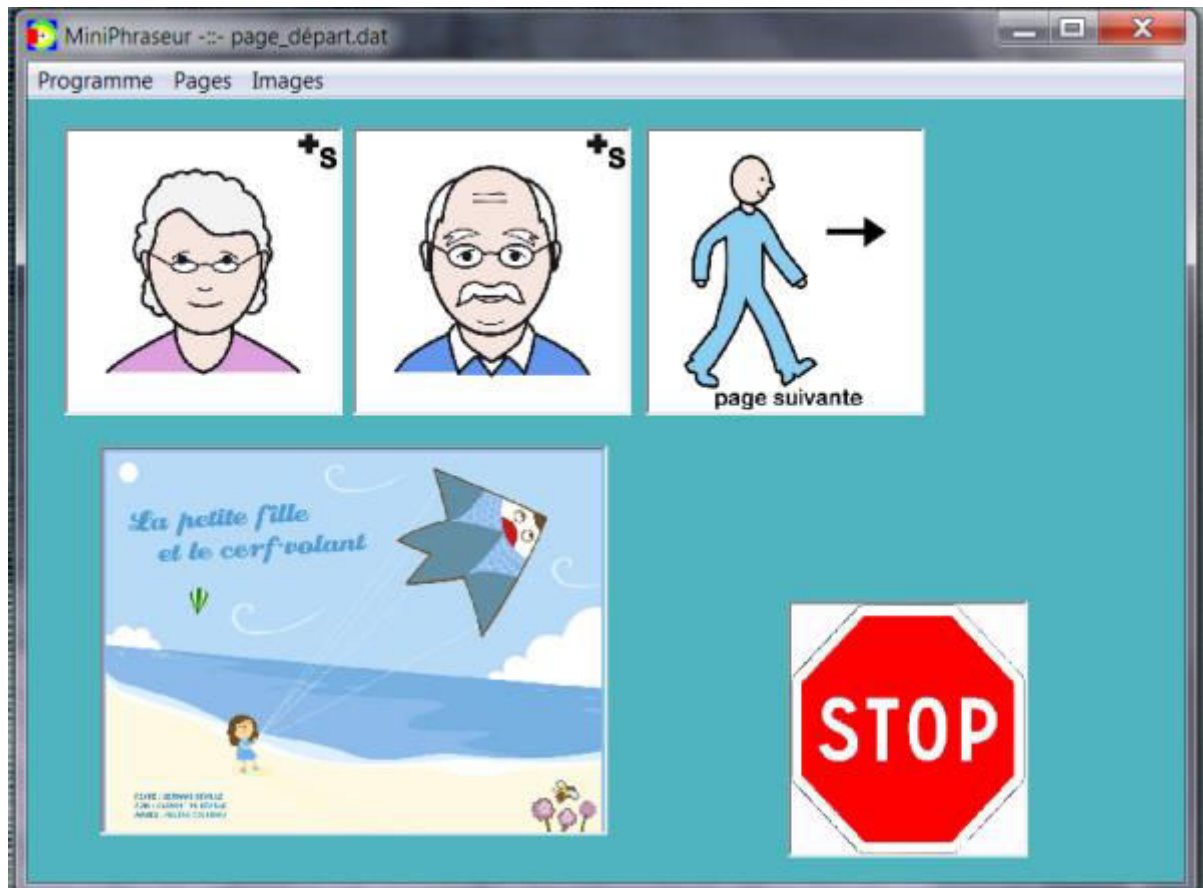 MiniPhraseur -::- page_départ.dat
Programme Pages Images
+s
+s
page suivante
La petite fille
et le cerf-volant
STOP